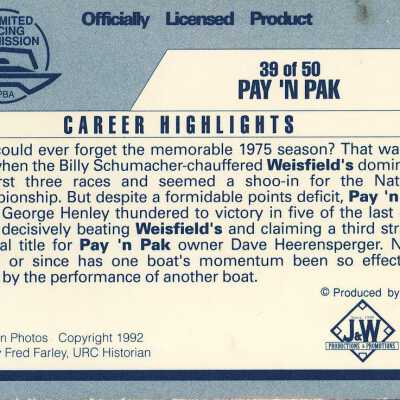 LIMITED
Officially Licensed Product
PBA
39 of 50
PAY 'N PAK
CAREER HIGHLIGHTS
could ever forget the memorable 1975 season? That wa
when the Billy Schumacher-chauffered Weisfield's domin
rst three races and seemed a shoo-in for the Nat
pionship. But despite a formidable points deficit, Pay 'n
George Henley thundered to victory in five of the last
decisively beating Weisfield's and claiming a third str
al title for Pay 'n Pak owner Dave Heerensperger. N
or since has one boat's momentum been so effec
by the performance of another boat.
© Produced by
J&W
PRODUCTIONS & PROMOTIONS
n Photos Copyright 1992
y Fred Farley, URC Historian